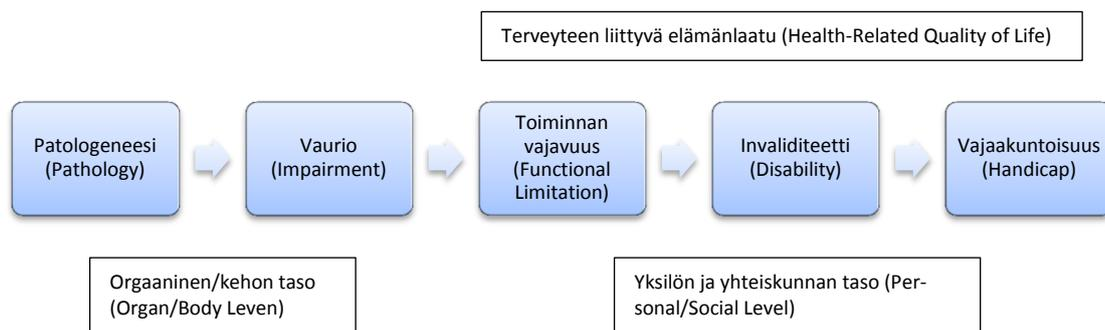 Terveyteen liittyvä elämänlaatu (Health-Related Quality of Life)
Patologeneesi
(Pathology)
Vaurio
(Impairment)
Toiminnan
vajavuus
(Functional
Limitation)
Invaliditeetti
(Disability)
Vajaakuntoisuus
(Handicap)
Orgaaninen/kehon taso
(Organ/Body Leven)
Yksilön ja yhteiskunnan taso (Per-
sonal/Social Level)